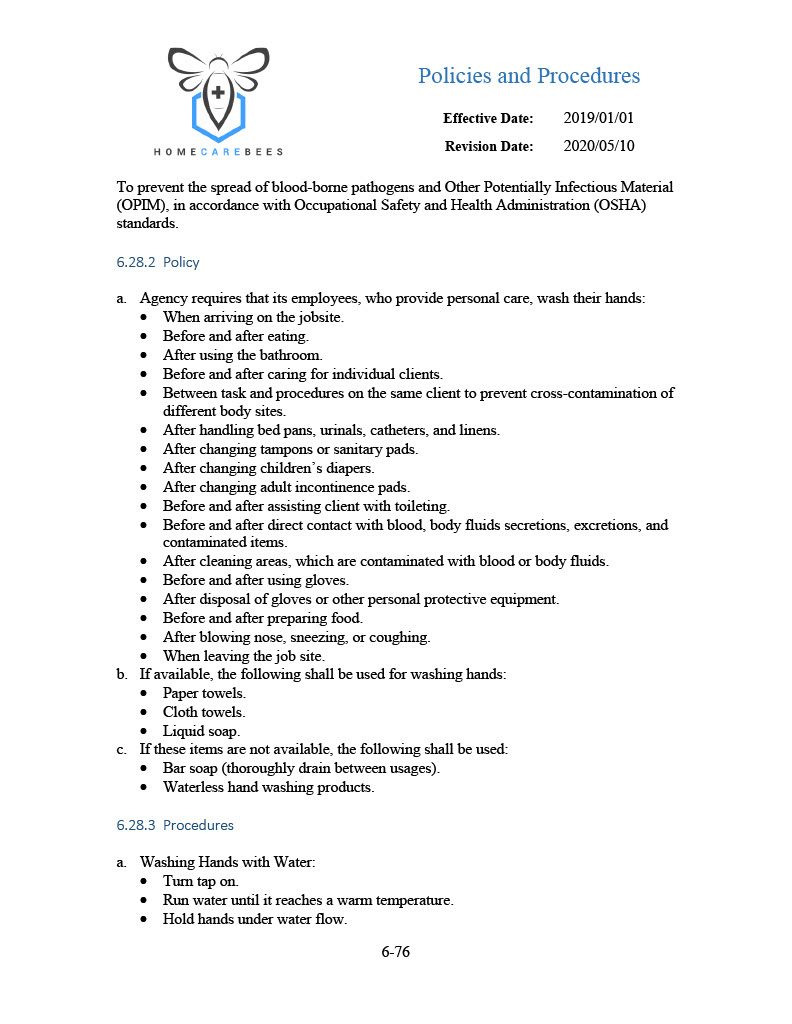 Policies and Procedures
HOMECAREBEES
Effective Date: 2019/01/01
Revision Date: 2020/05/10
To prevent the spread of blood-borne pathogens and Other Potentially Infectious Material
(OPIM), in accordance with Occupational Safety and Health Administration (OSHA)
standards.
6.28.2 Policy
a. Agency requires that its employees, who provide personal care, wash their hands:
• When arriving on the jobsite.
• Before and after eating.
• After using the bathroom.
• Before and after caring for individual clients.
• Between task and procedures on the same client to prevent cross-contamination of
different body sites.
• After handling bed pans, urinals, catheters, and linens.
• After changing tampons or sanitary pads.
• After changing children’s diapers.
• After changing adult incontinence pads.
• Before and after assisting client with toileting.
• Before and after direct contact with blood, body fluids secretions, excretions, and
contaminated items.
• After cleaning areas, which are contaminated with blood or body fluids.
• Before and after using gloves.
• After disposal of gloves or other personal protective equipment.
• Before and after preparing food.
• After blowing nose, sneezing, or coughing.
• When leaving the job site.
b. If available, the following shall be used for washing hands:
• Paper towels.
• Cloth towels.
• Liquid soap.
c. If these items are not available, the following shall be used:
• Bar soap (thoroughly drain between usages).
• Waterless hand washing products.
6.28.3 Procedures
a. Washing Hands with Water:
• Turn tap on.
• Run water until it reaches a warm temperature.
• Hold hands under water flow.
6-76